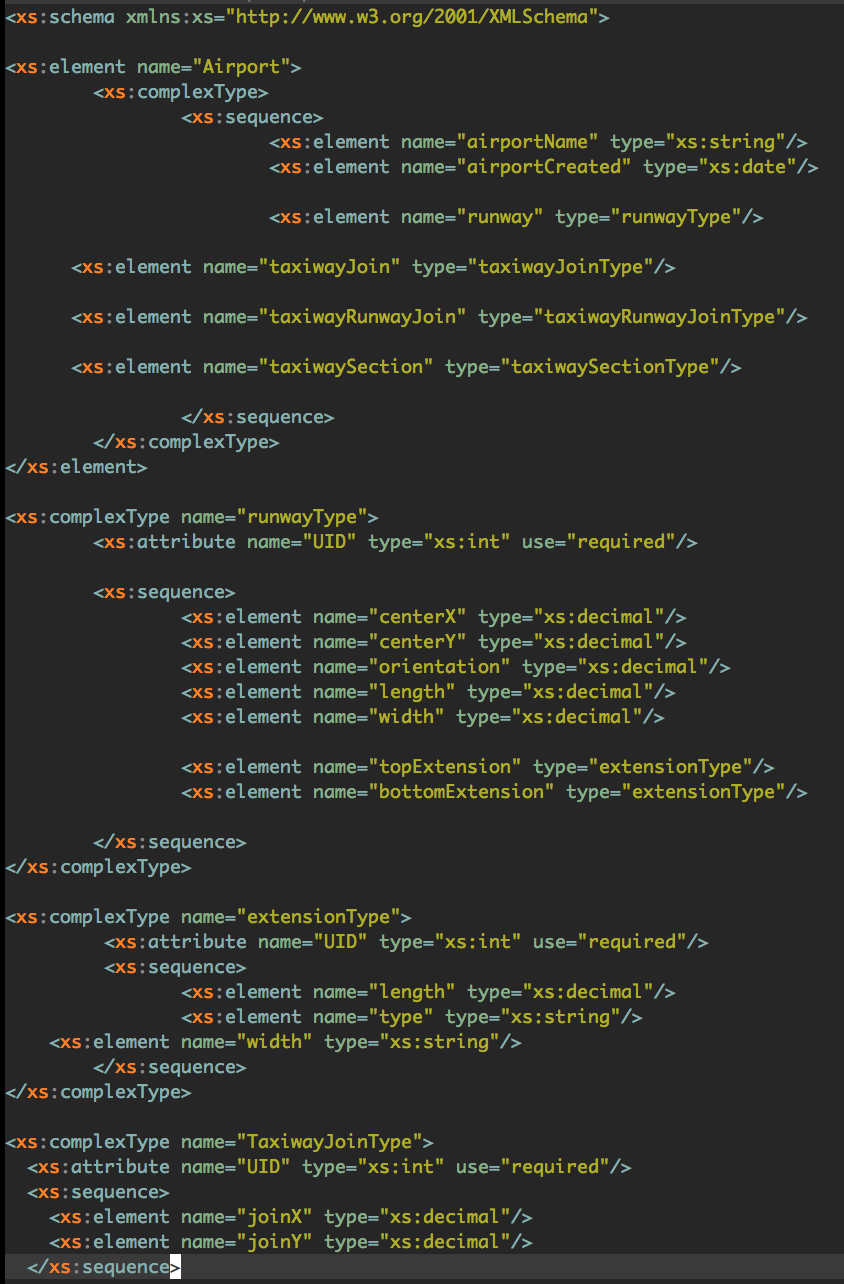 <xs:schema xmlns:xs="http://www.w3.org/2001/XMLSchema">
<xs:element name="Airport">
<xs:complexType>
<xs:sequence>
<xs:element name="airportName" type="xs:string"/>
<xs:element name="airportCreated" type="xs:date"/>
<xs:element name="runway" type="runwayType"/>
<xs:element name="taxiwayJoin" type="taxiwayJoinType"/>
<xs:element name="taxiwayRunwayJoin" type="taxiwayRunwayJoinType"/>
<xs:element name="taxiwaySection" type="taxiwaySectionType"/>
</xs:sequence>
</xs:complexType>
</xs:element>
<xs:complexType name="runwayType">
<xs:attribute name="UID" type="xs:int" use="required"/>
<xs:sequence>
<xs:element name="centerX" type="xs:decimal"/>
<xs:element name="centerY" type="xs:decimal"/>
<xs:element name="orientation" type="xs:decimal"/>
<xs:element name="length" type="xs:decimal"/>
<xs:element name="width" type="xs:decimal"/>
<xs:element name="topExtension" type="extensionType"/>
<xs:element name="bottomExtension" type="extensionType"/>
</xs:sequence>
</xs:complexType>
<xs:complexType name="extensionType">
<xs:attribute name="UID" type="xs:int" use="required"/>
<xs:sequence>
<xs:element name="length" type="xs:decimal"/>
<xs:element name="type" type="xs:string"/>
<xs:element name="width" type="xs:string"/>
</xs:sequence>
</xs:complexType>
<xs:complexType name="TaxiwayJoinType">
<xs:attribute name="UID" type="xs:int" use="required"/>
<xs:sequence>
<xs:element name="joinX" type="xs:decimal"/>
<xs:element name="joinY" type="xs:decimal"/>
</xs:sequence>